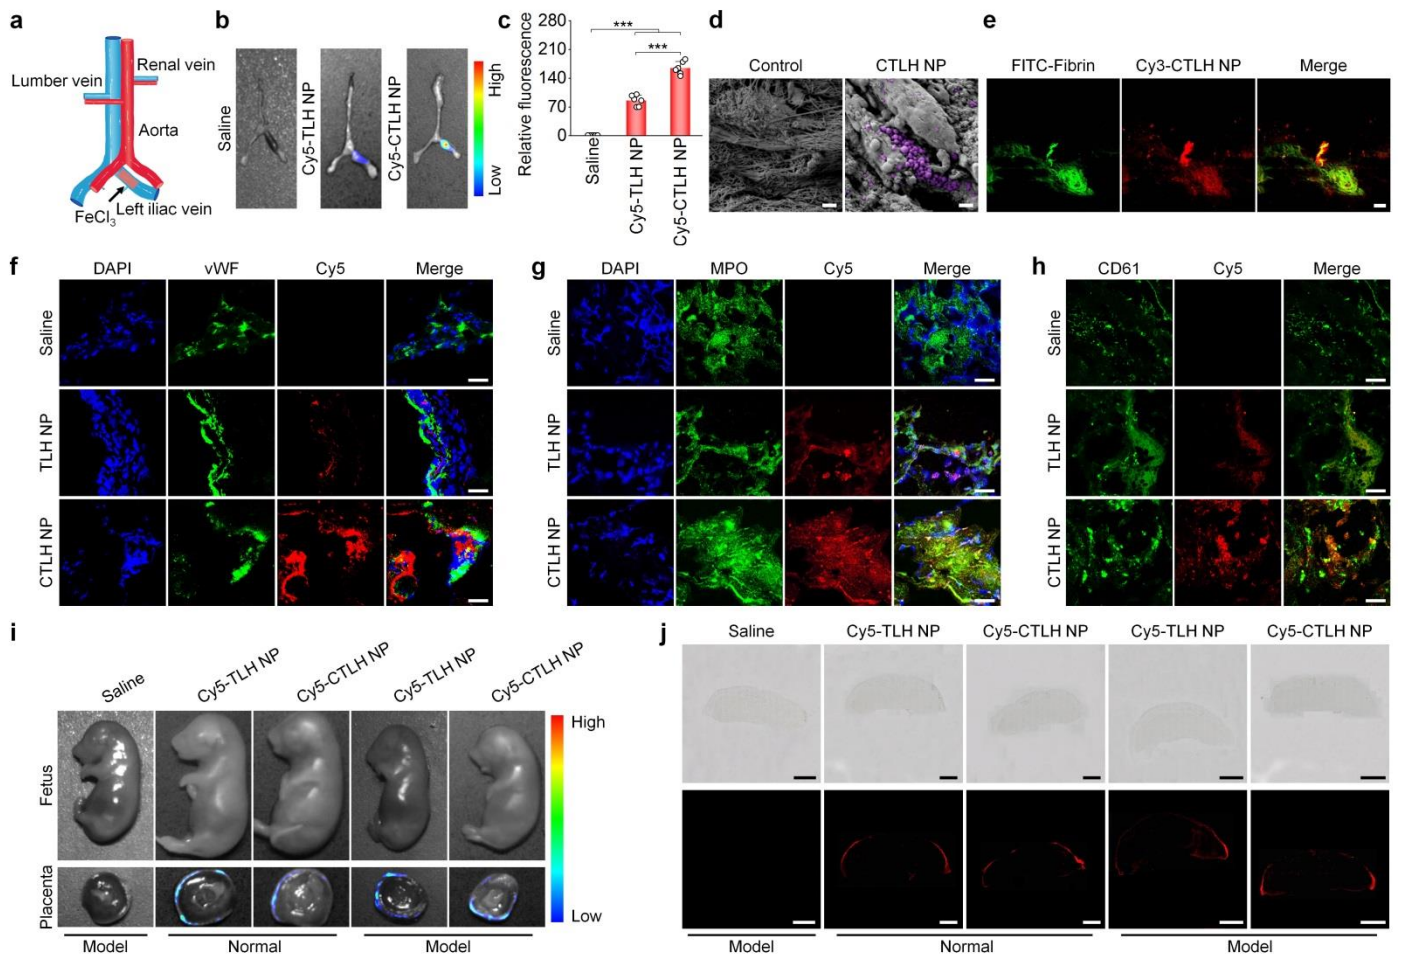 a
Lumber vein
Renal vein
Aorta
FeCl3
Left iliac vein
b
Saline
Cy5-TLH NP
Cy5-CTLH NP
High
Low
c
Relative fluorescence
280
210
140
70
0
***
***
Saline
Cy5-TLH NP
Cy5-CTLH NP
d
Control
CTLH NP
e
FITC-Fibrin
Cy3-CTLH NP
Merge
f
DAPI
vWF
Cy5
Merge
Saline
TLH NP
CTLH NP
g
DAPI
MPO
Cy5
Merge
Saline
TLH NP
CTLH NP
h
CD61
Cy5
Merge
Saline
TLH NP
CTLH NP
i
Saline
Cy5-TLH NP
Cy5-CTLH NP
Cy5-TLH NP
Cy5-CTLH NP
Fetus
Placenta
High
Low
Model
Normal
Model
j
Saline
Cy5-TLH NP
Cy5-CTLH NP
Cy5-TLH NP
Cy5-CTLH NP
Model
Normal
Model